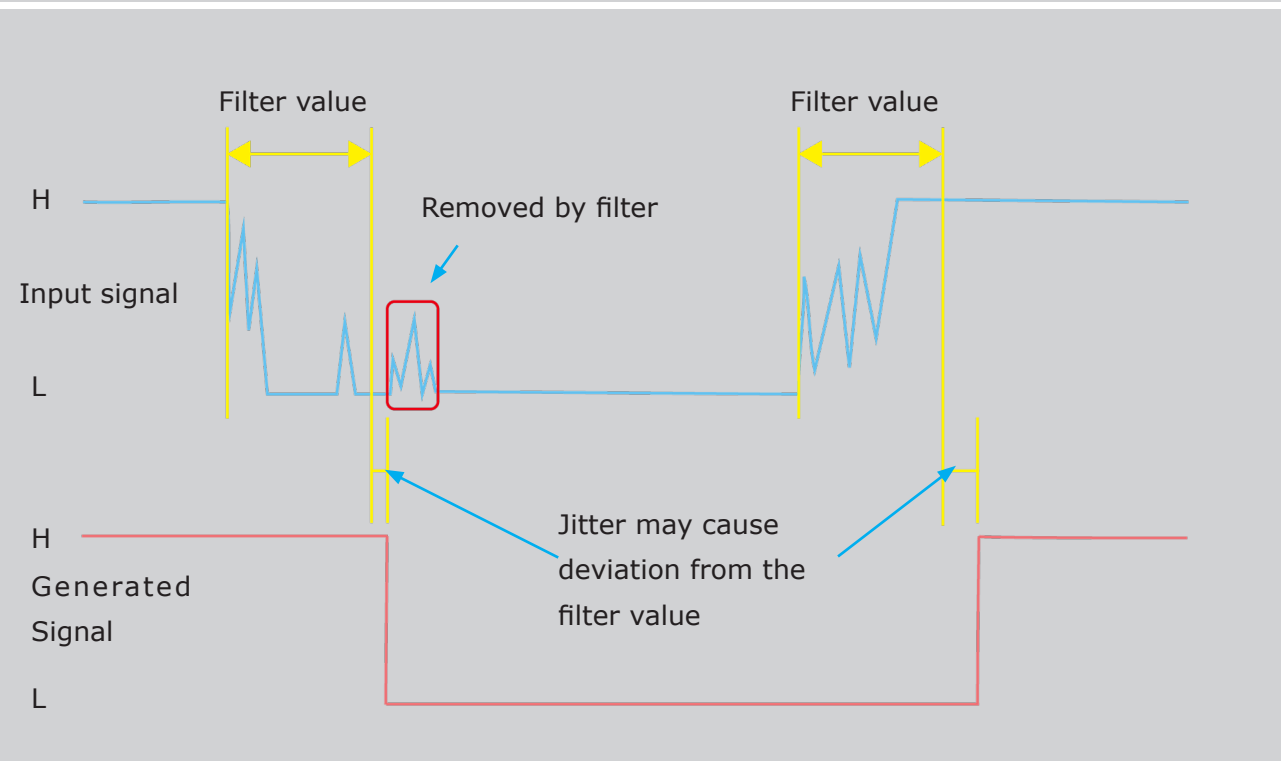 Filter value
Filter value
H
Removed by filter
Input signal
L
Jitter may cause
deviation from the
filter value
H
Generated
Signal
L